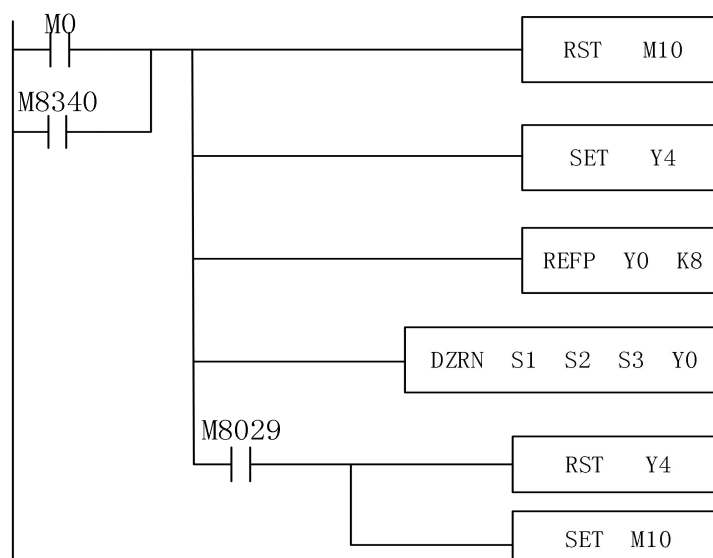 M0
RST M10
M8340
SET Y4
REFP Y0 K8
DZRN S1 S2 S3 Y0
M8029
RST Y4
SET M10